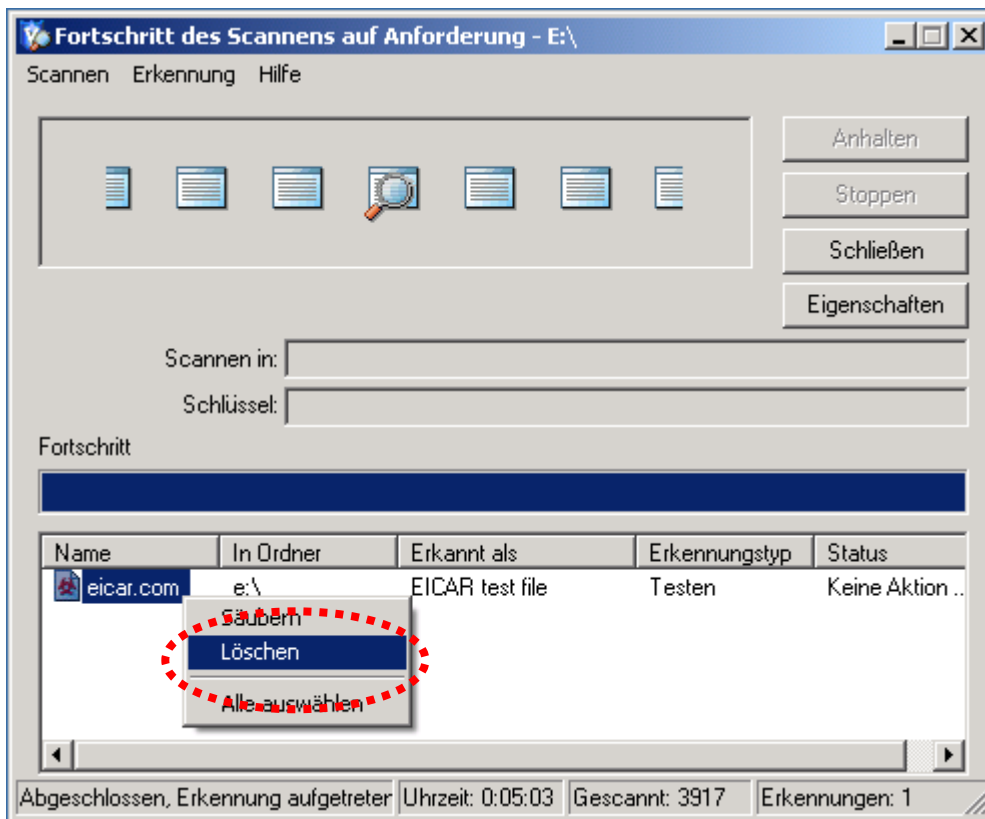 Fortschritt des Scannens auf Anforderung - E:\
Scannen Erkennung Hilfe
Anhalten
Stoppen
Schließen
Eigenschaften
Scannen in:
Schlüssel:
Fortschritt
Name In Ordner Erkannt als Erkennungstyp Status
eicar.com e:\ EICAR test file Testen Keine Aktion ..
Säubern
Löschen
Alle auswählen
Abgeschlossen, Erkennung aufgetreter Uhrzeit: 0:05:03 Gescannt: 3917 Erkennungen: 1